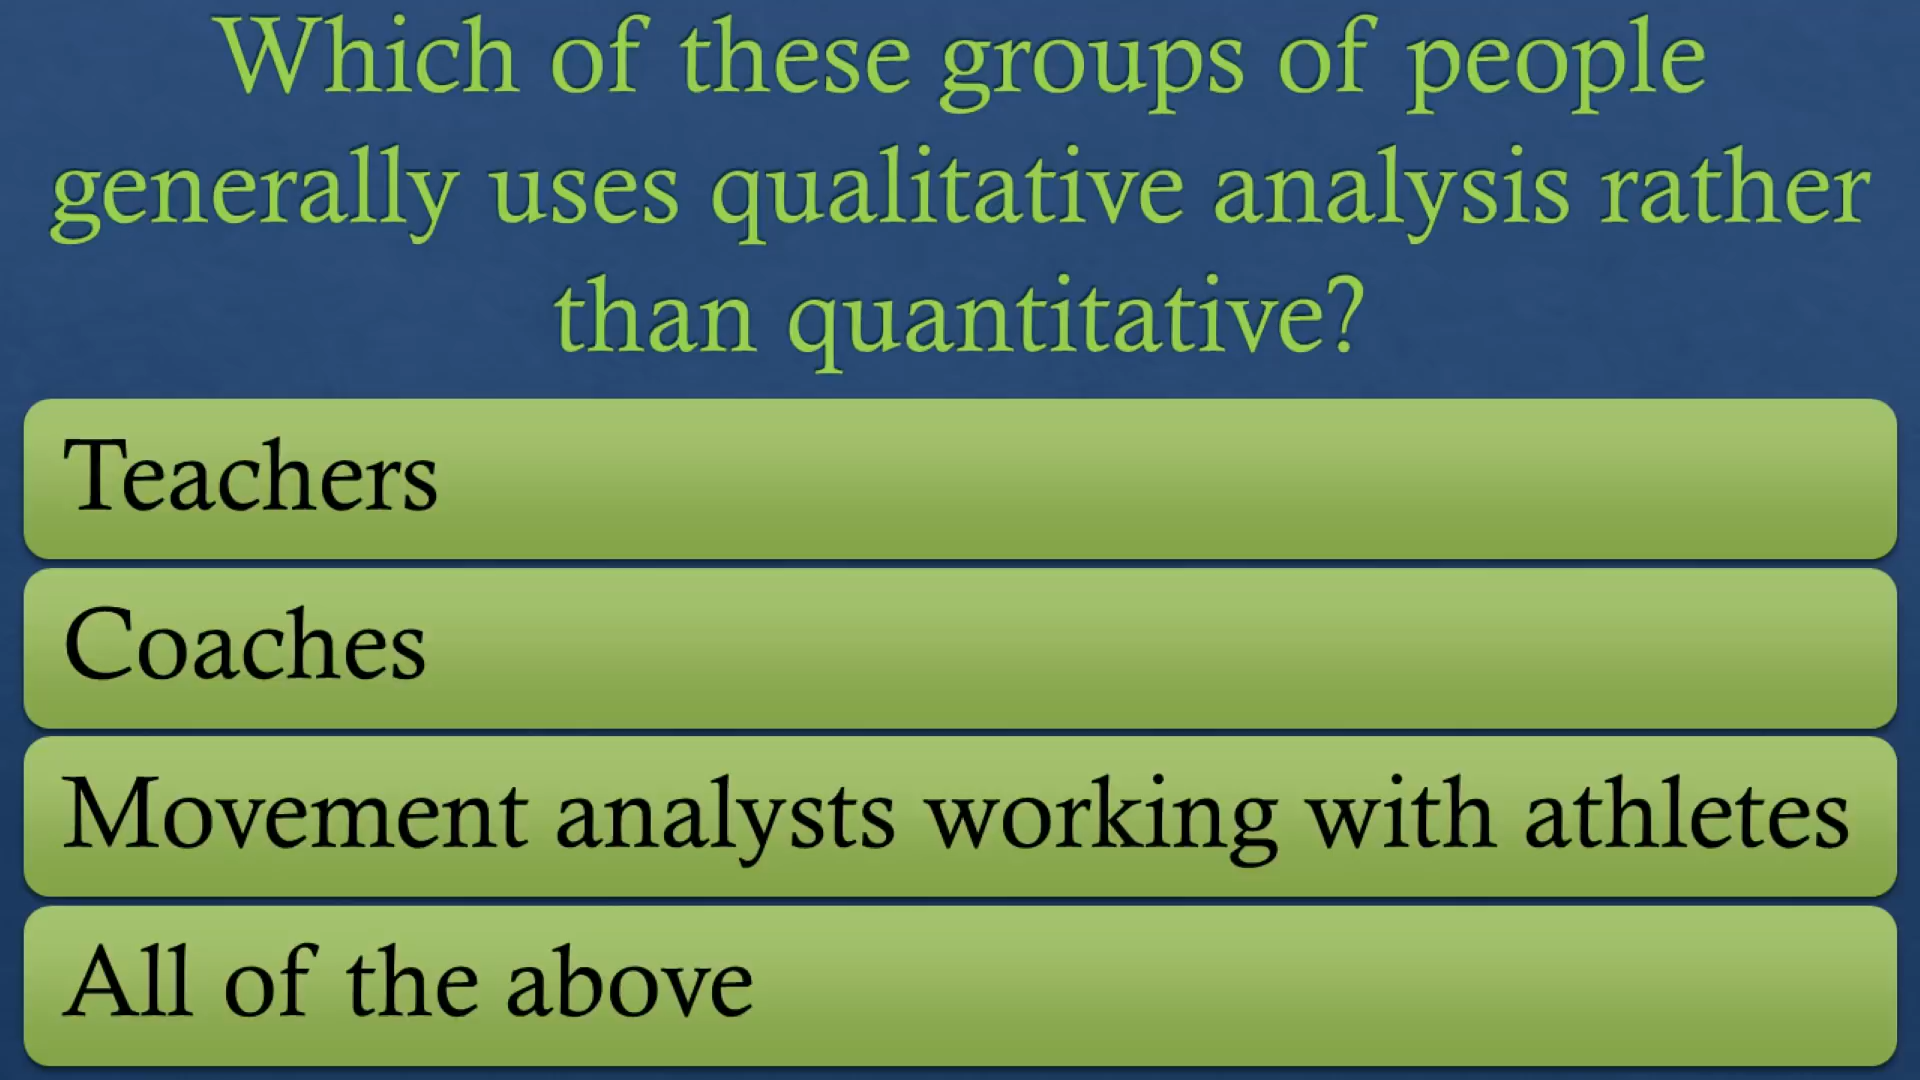 Which of these groups of people
generally uses qualitative analysis rather
than quantitative?
Teachers
Coaches
Movement analysts working with athletes
All of the above